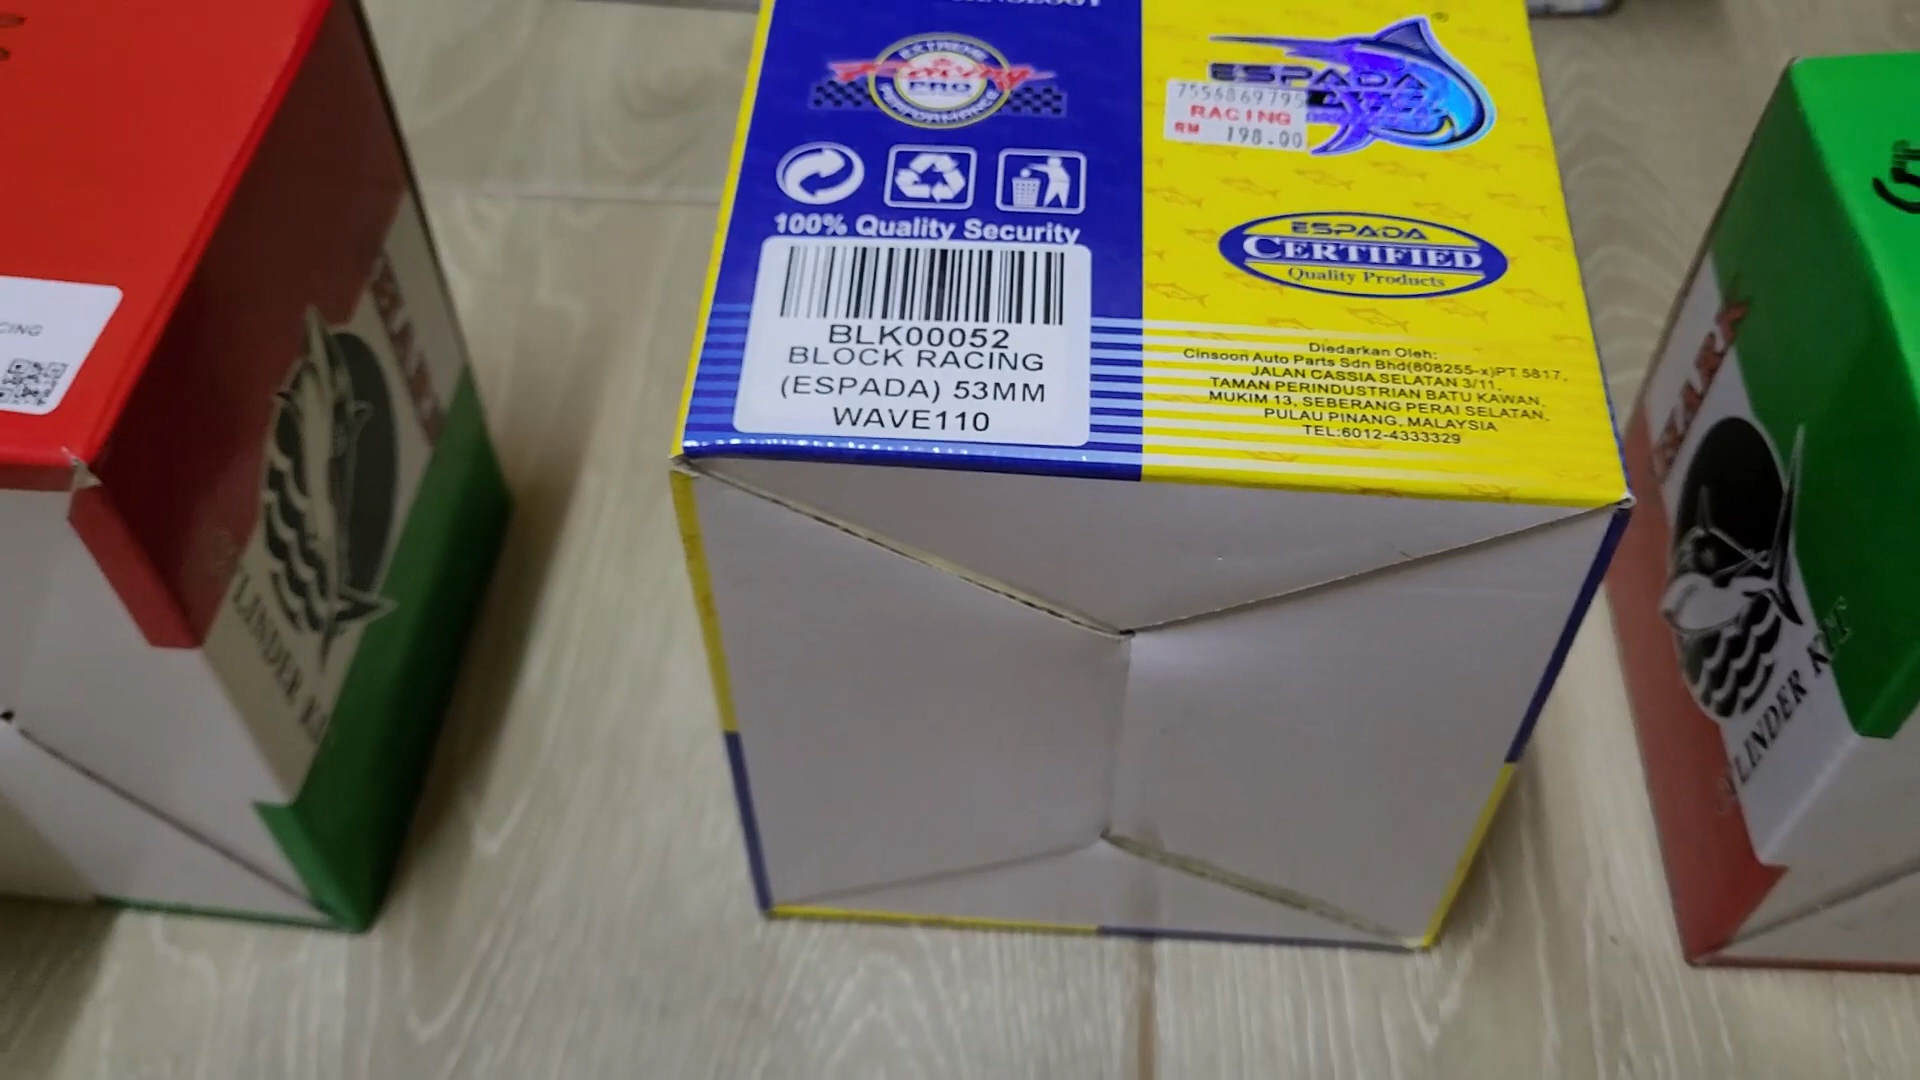 EXTREME
Racing
PRO
PERFORMANCE
100% Quality Security
BLK00052
BLOCK RACING
(ESPADA) 53MM
WAVE110
ESPADA
7556869795
RACING
RM 198.00
ESPADA
CERTIFIED
Quality Products
Diedarkan Oleh:
Cinsoon Auto Parts Sdn Bhd(808255-x)PT 5817,
JALAN CASSIA SELATAN 3/11,
TAMAN PERINDUSTRIAN BATU KAWAN,
MUKIM 13, SEBERANG PERAI SELATAN,
PULAU PINANG, MALAYSIA
TEL:6012-4333329